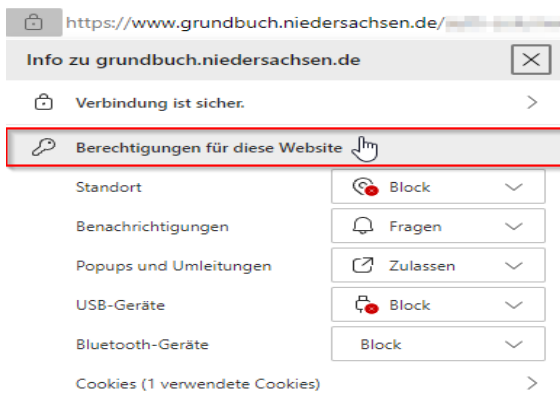 https://www.grundbuch.niedersachsen.de/
Info zu grundbuch.niedersachsen.de
Verbindung ist sicher.
Berechtigungen für diese Website
Standort Block
Benachrichtigungen Fragen
Popups und Umleitungen Zulassen
USB-Geräte Block
Bluetooth-Geräte Block
Cookies (1 verwendete Cookies)